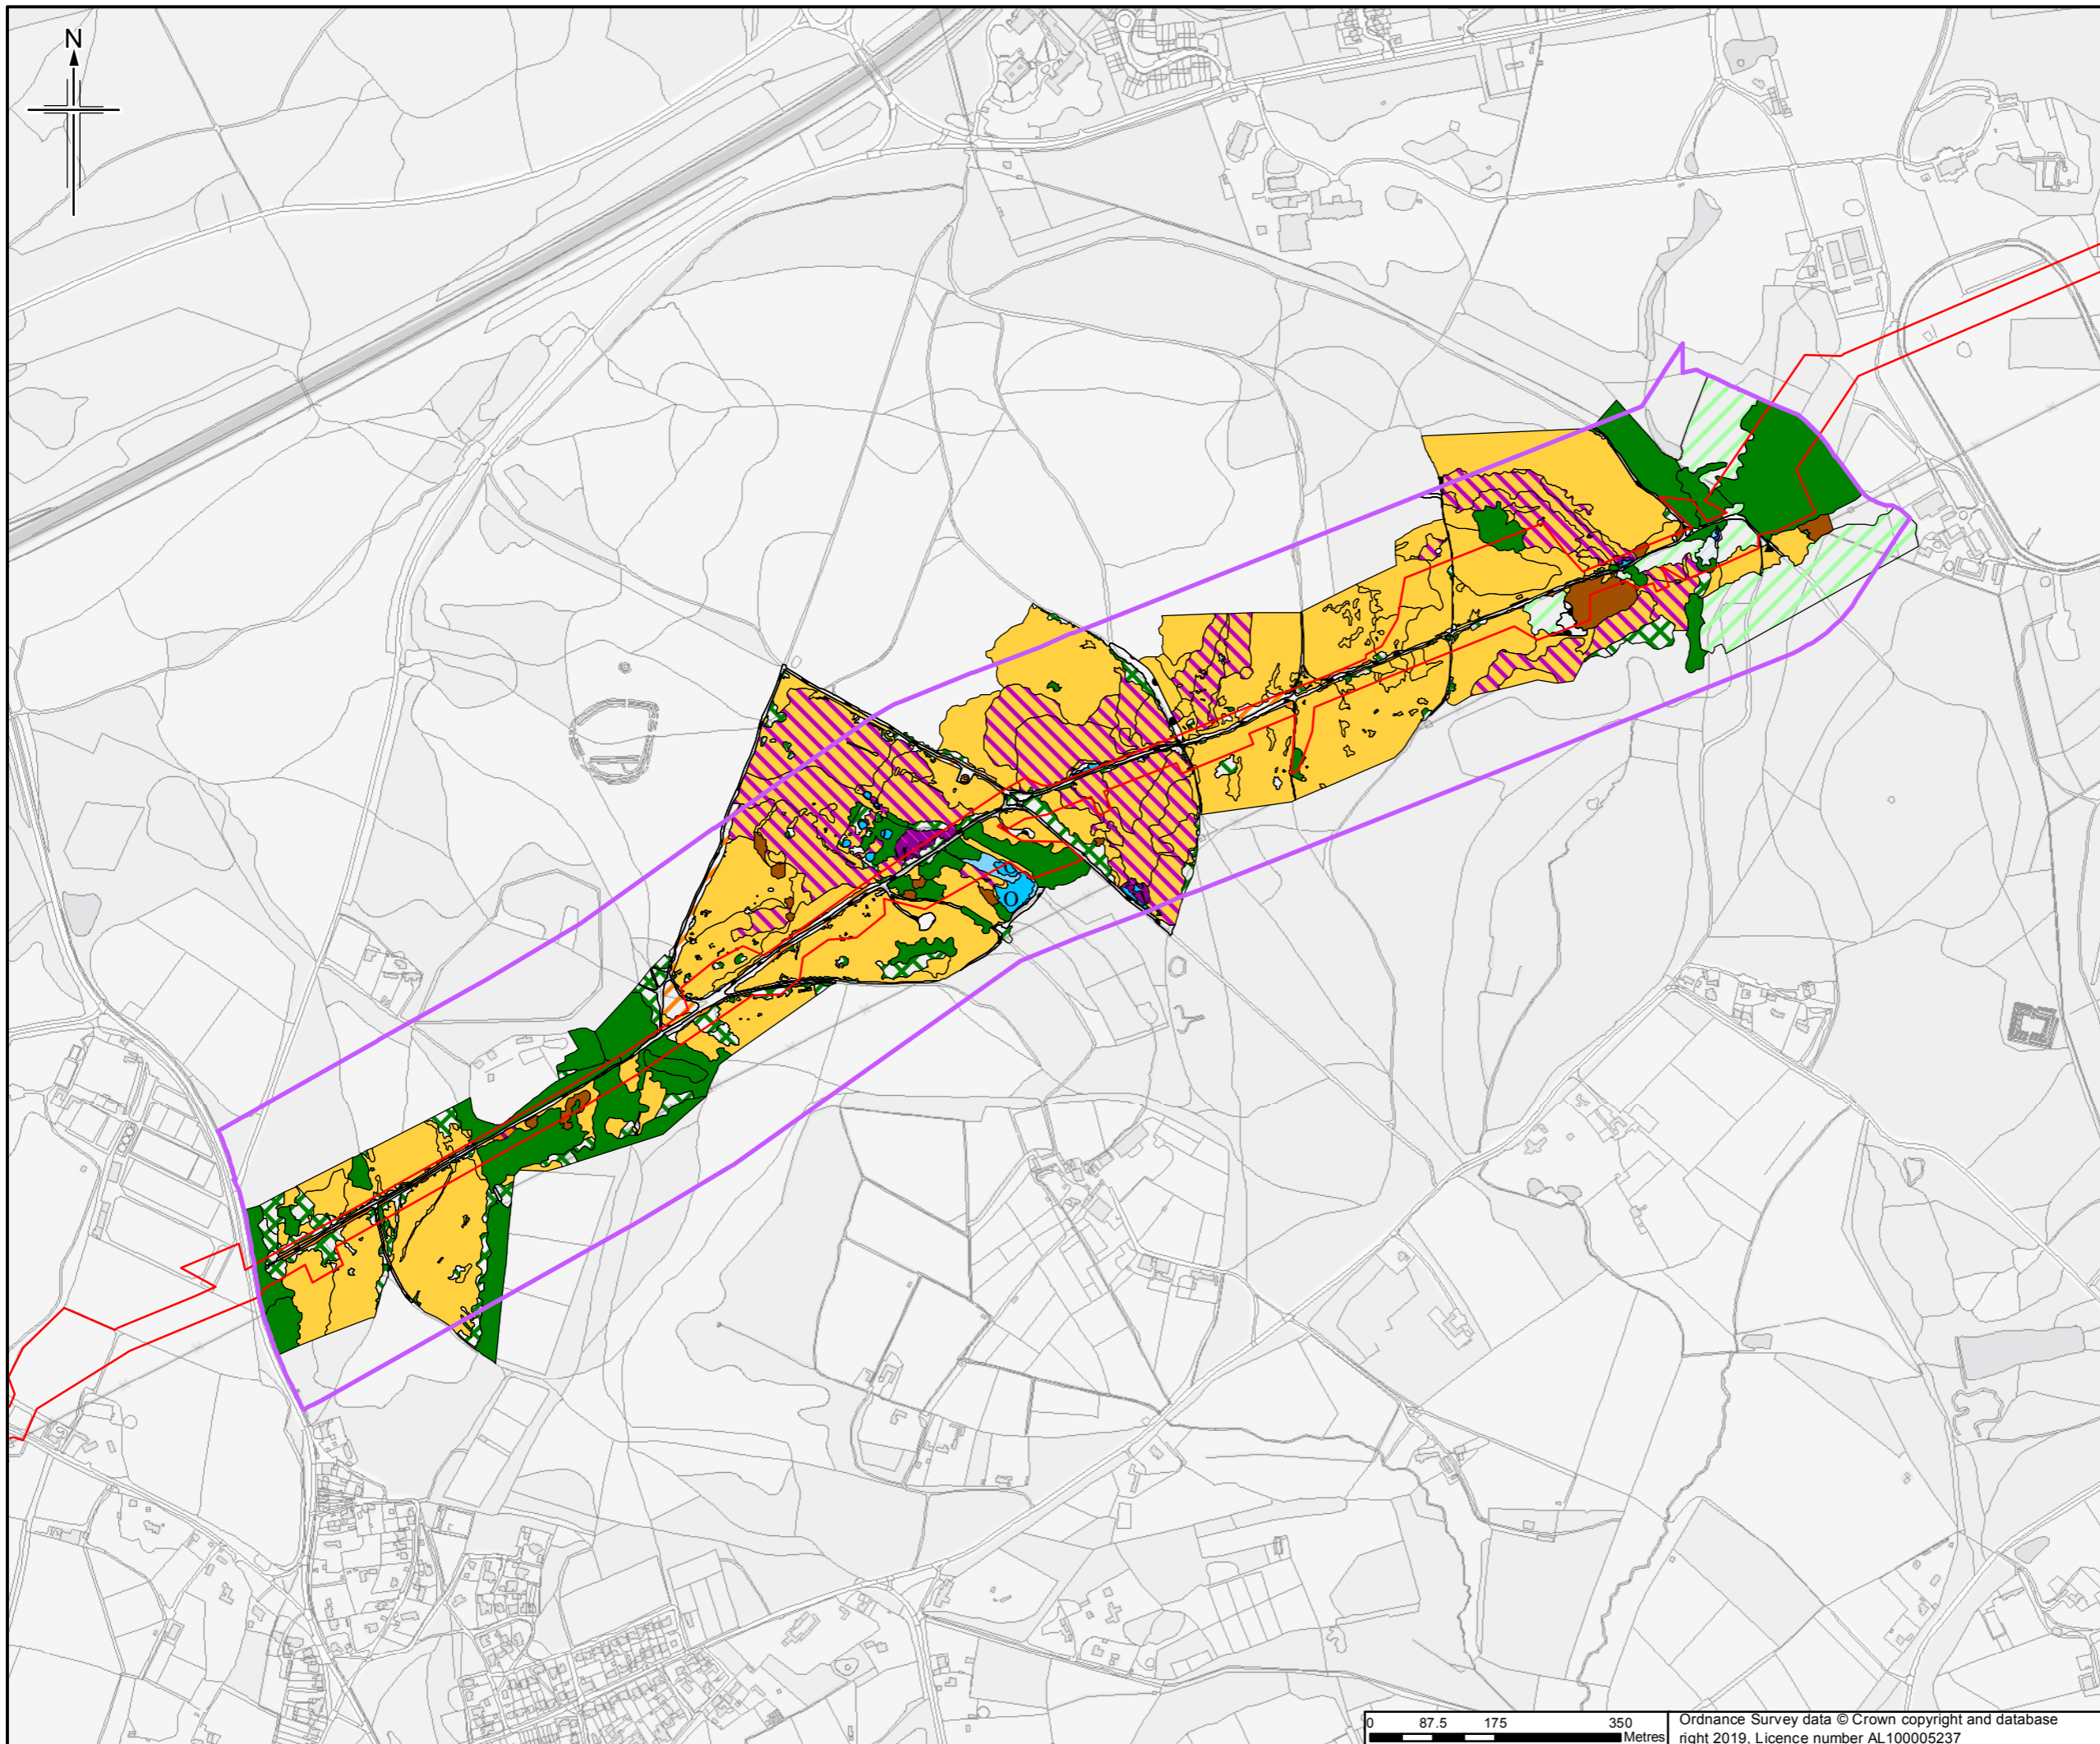 N
0 87.5 175 350
Metres
Ordnance Survey data © Crown copyright and database
right 2019, Licence number AL100005237